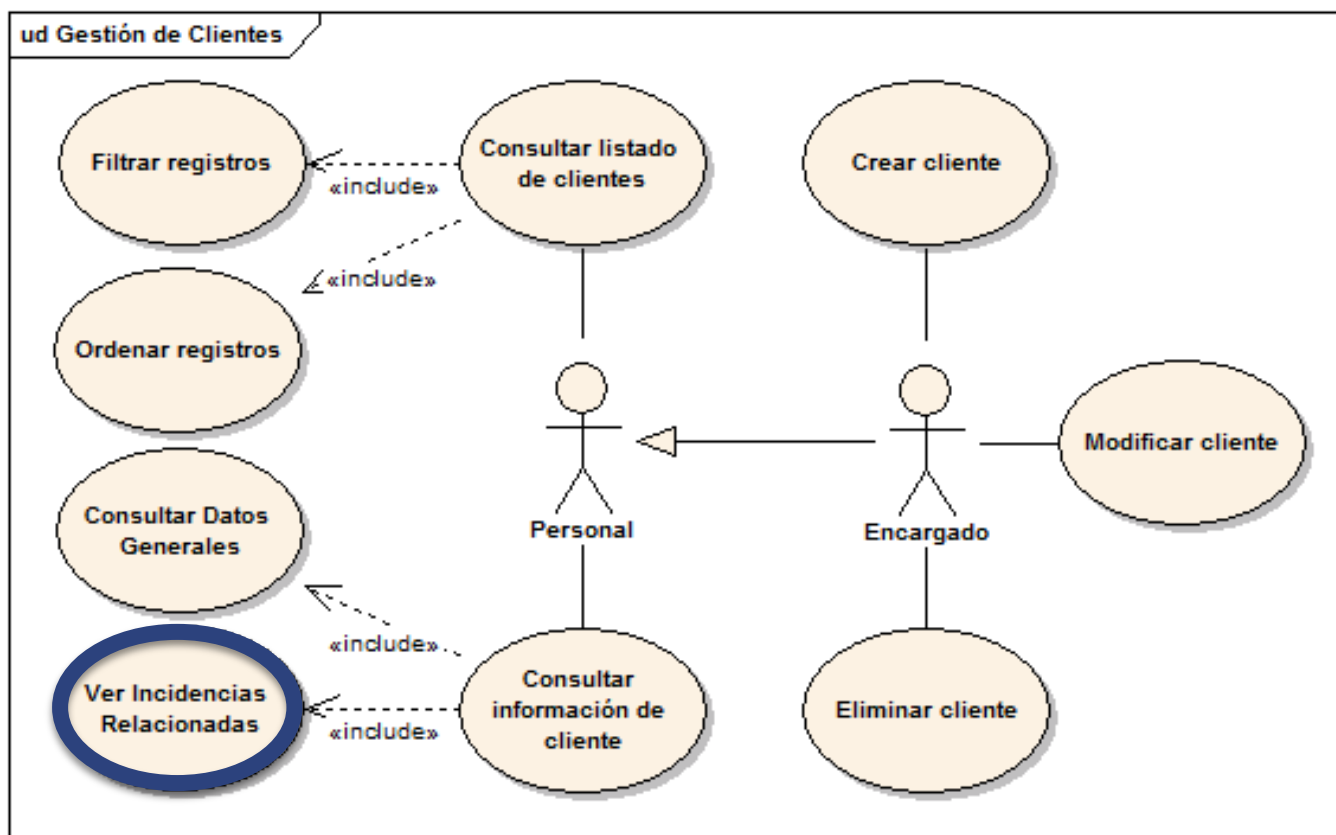 ud Gestión de Clientes
Filtrar registros
«include»
Consultar listado
de clientes
Crear cliente
«include»
Ordenar registros
Modificar cliente
Consultar Datos
Generales
Personal
Encargado
«include»
Ver Incidencias
Relacionadas
«include»
Consultar
información de
cliente
Eliminar cliente